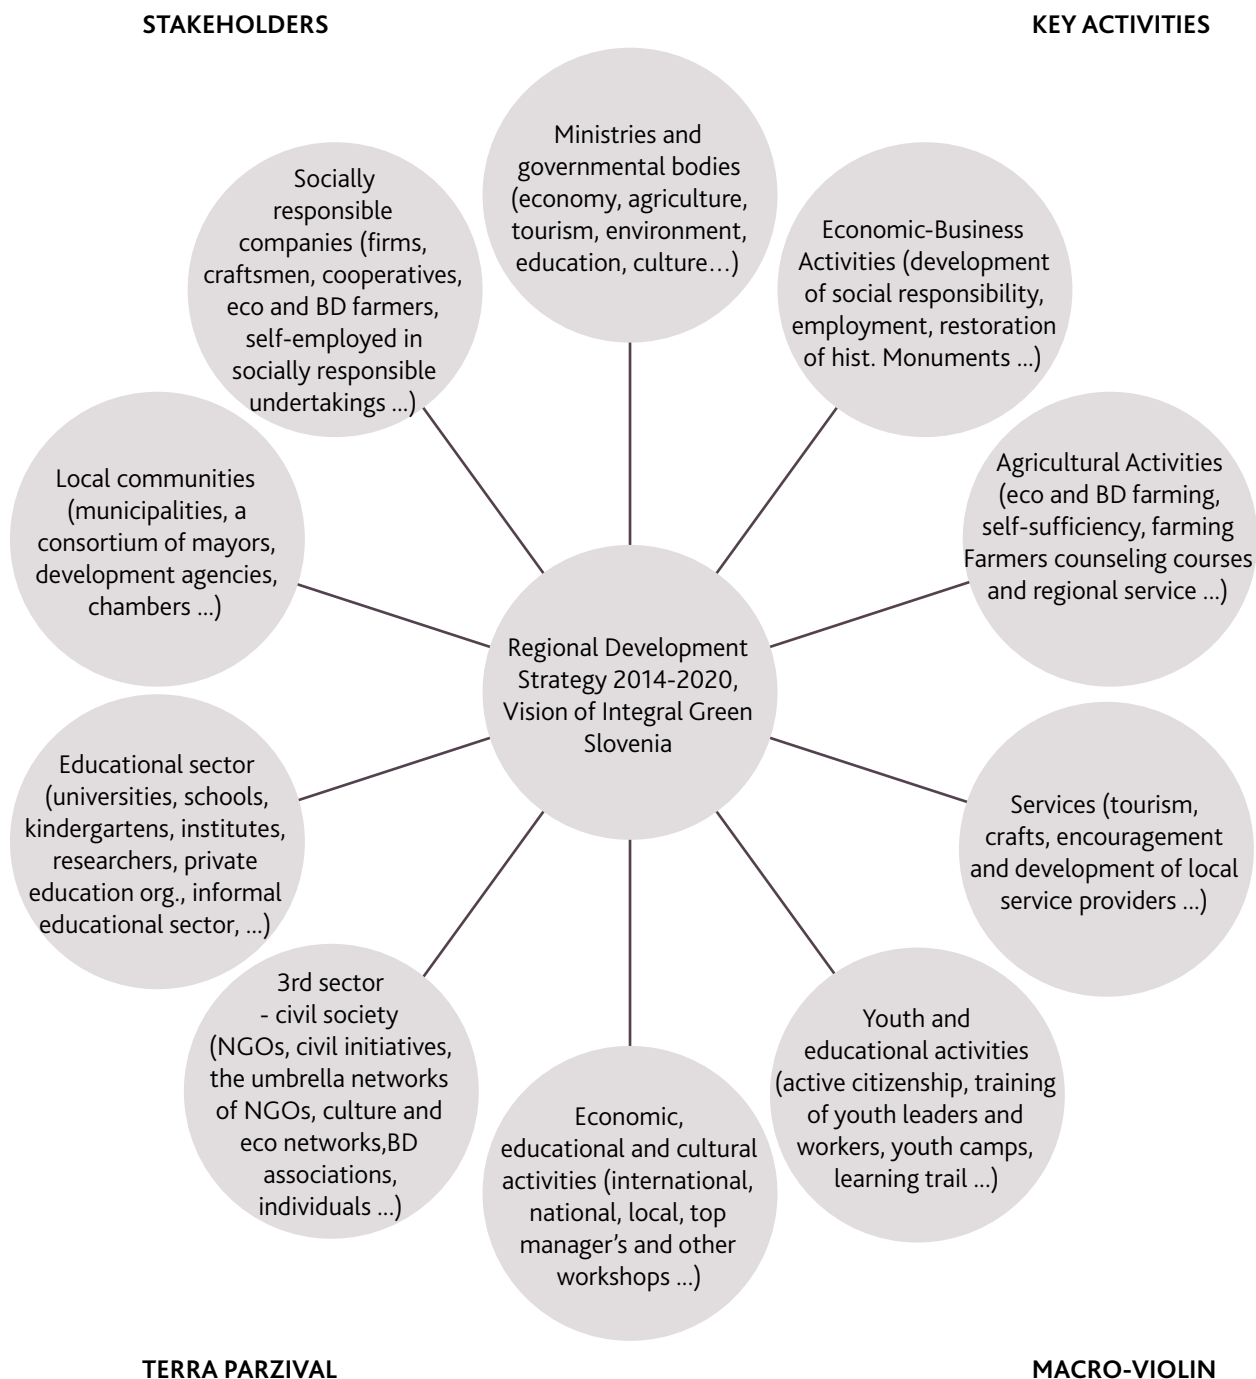 STAKEHOLDERS
KEY ACTIVITIES
Ministries and
governmental bodies
(economy, agriculture,
tourism, environment,
education, culture…)
Socially
responsible
companies (firms,
craftsmen, cooperatives,
eco and BD farmers,
self-employed in
socially responsible
undertakings ...)
Economic-Business
Activities (development
of social responsibility,
employment, restoration
of hist. Monuments ...)
Local communities
(municipalities, a
consortium of mayors,
development agencies,
chambers ...)
Agricultural Activities
(eco and BD farming,
self-sufficiency, farming
Farmers counseling courses
and regional service ...)
Regional Development
Strategy 2014-2020,
Vision of Integral Green
Slovenia
Educational sector
(universities, schools,
kindergartens, institutes,
researchers, private
education org., informal
educational sector, ...)
Services (tourism,
crafts, encouragement
and development of local
service providers ...)
3rd sector
- civil society
(NGOs, civil initiatives,
the umbrella networks
of NGOs, culture and
eco networks,BD
associations,
individuals ...)
Youth and
educational activities
(active citizenship, training
of youth leaders and
workers, youth camps,
learning trail ...)
Economic,
educational and cultural
activities (international,
national, local, top
manager’s and other
workshops ...)
TERRA PARZIVAL
MACRO-VIOLIN